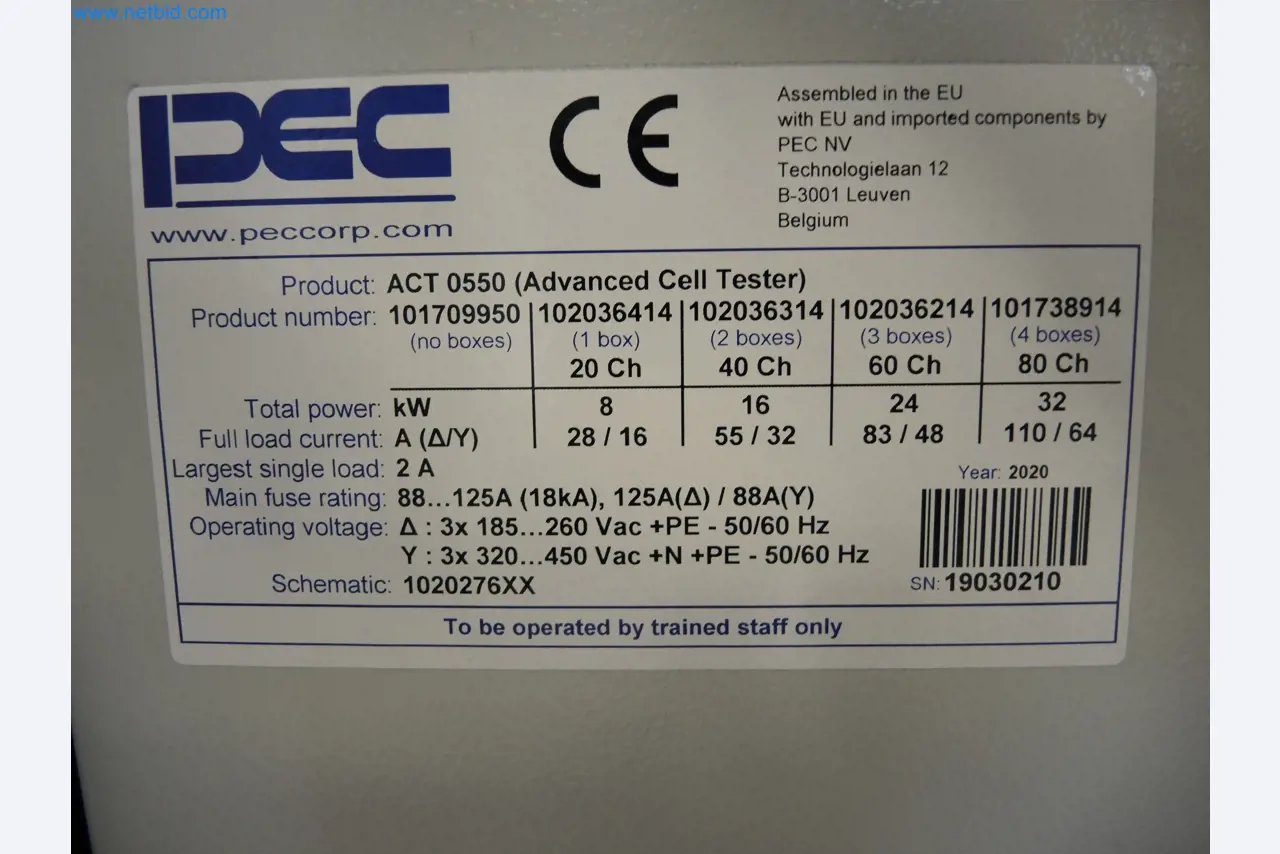 www.netbid.com
PEC
www.peccorp.com
CE
Assembled in the EU
with EU and imported components by
PEC NV
Technologielaan 12
B-3001 Leuven
Belgium
Product: ACT 0550 (Advanced Cell Tester)
Product number: 101709950 | 102036414 | 102036314 | 102036214 | 101738914
(no boxes) (1 box) (2 boxes) (3 boxes) (4 boxes)
20 Ch 40 Ch 60 Ch 80 Ch
Total power: kW 8 16 24 32
Full load current: A (Δ/Y) 28 / 16 55 / 32 83 / 48 110 / 64
Largest single load: 2 A
Year: 2020
Main fuse rating: 88...125A (18kA), 125A(Δ) / 88A(Y)
Operating voltage: Δ : 3x 185...260 Vac +PE - 50/60 Hz
Y : 3x 320...450 Vac +N +PE - 50/60 Hz
Schematic: 1020276XX
SN: 19030210
To be operated by trained staff only